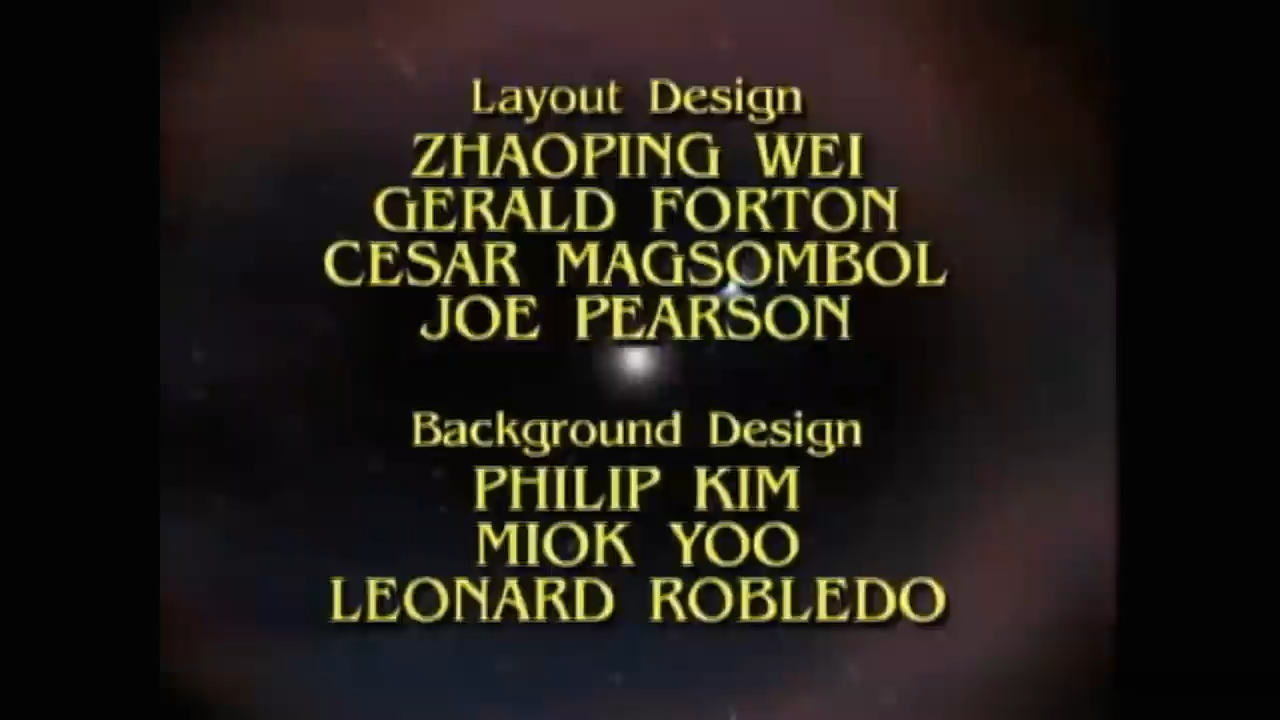 Layout Design
ZHAOPING WEI
GERALD FORTON
CESAR MAGSOMBOL
JOE PEARSON
Background Design
PHILIP KIM
MIOK YOO
LEONARD ROBLEDO